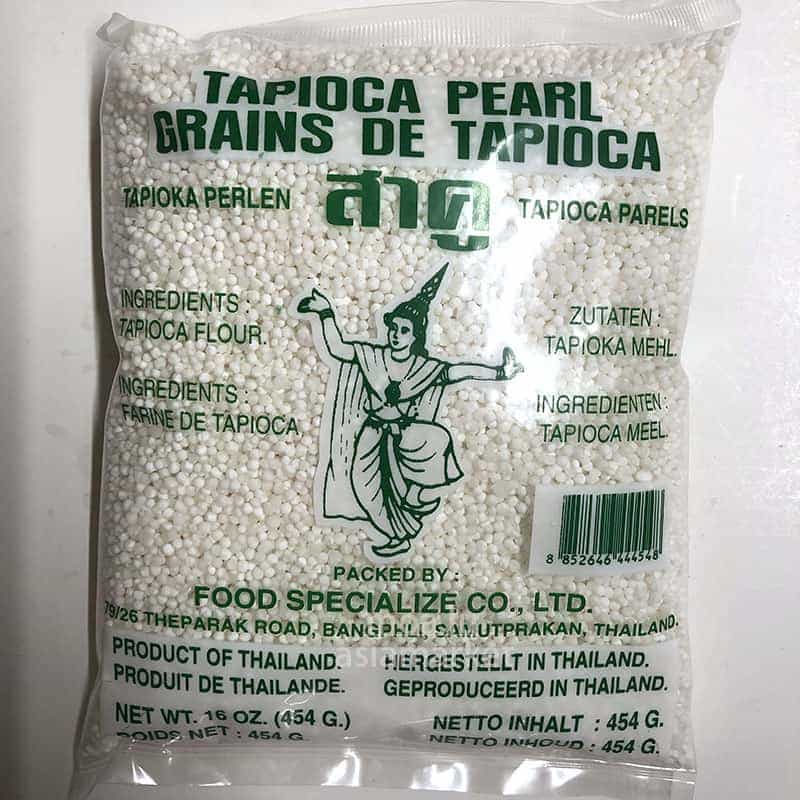 TAPIOCA PEARL
GRAINS DE TAPIOCA
TAPIOKA PERLEN
สาคู
TAPIOCA PARELS
INGREDIENTS :
TAPIOCA FLOUR.
ZUTATEN :
TAPIOKA MEHL.
INGREDIENTS :
FARINE DE TAPIOCA
INGREDIENTEN :
TAPIOCA MEEL.
8 852646 444548
PACKED BY :
FOOD SPECIALIZE CO., LTD.
79/26 THEPARAK ROAD, BANGPHLI, SAMUTPRAKAN, THAILAND.
PRODUCT OF THAILAND.
PRODUIT DE THAILANDE.
HERGESTELLT IN THAILAND.
GEPRODUCEERD IN THAILAND.
NET WT. 16 OZ. (454 G.)
POIDS NET : 454 G.
NETTO INHALT : 454 G.
NETTO INHOUD : 454 G.